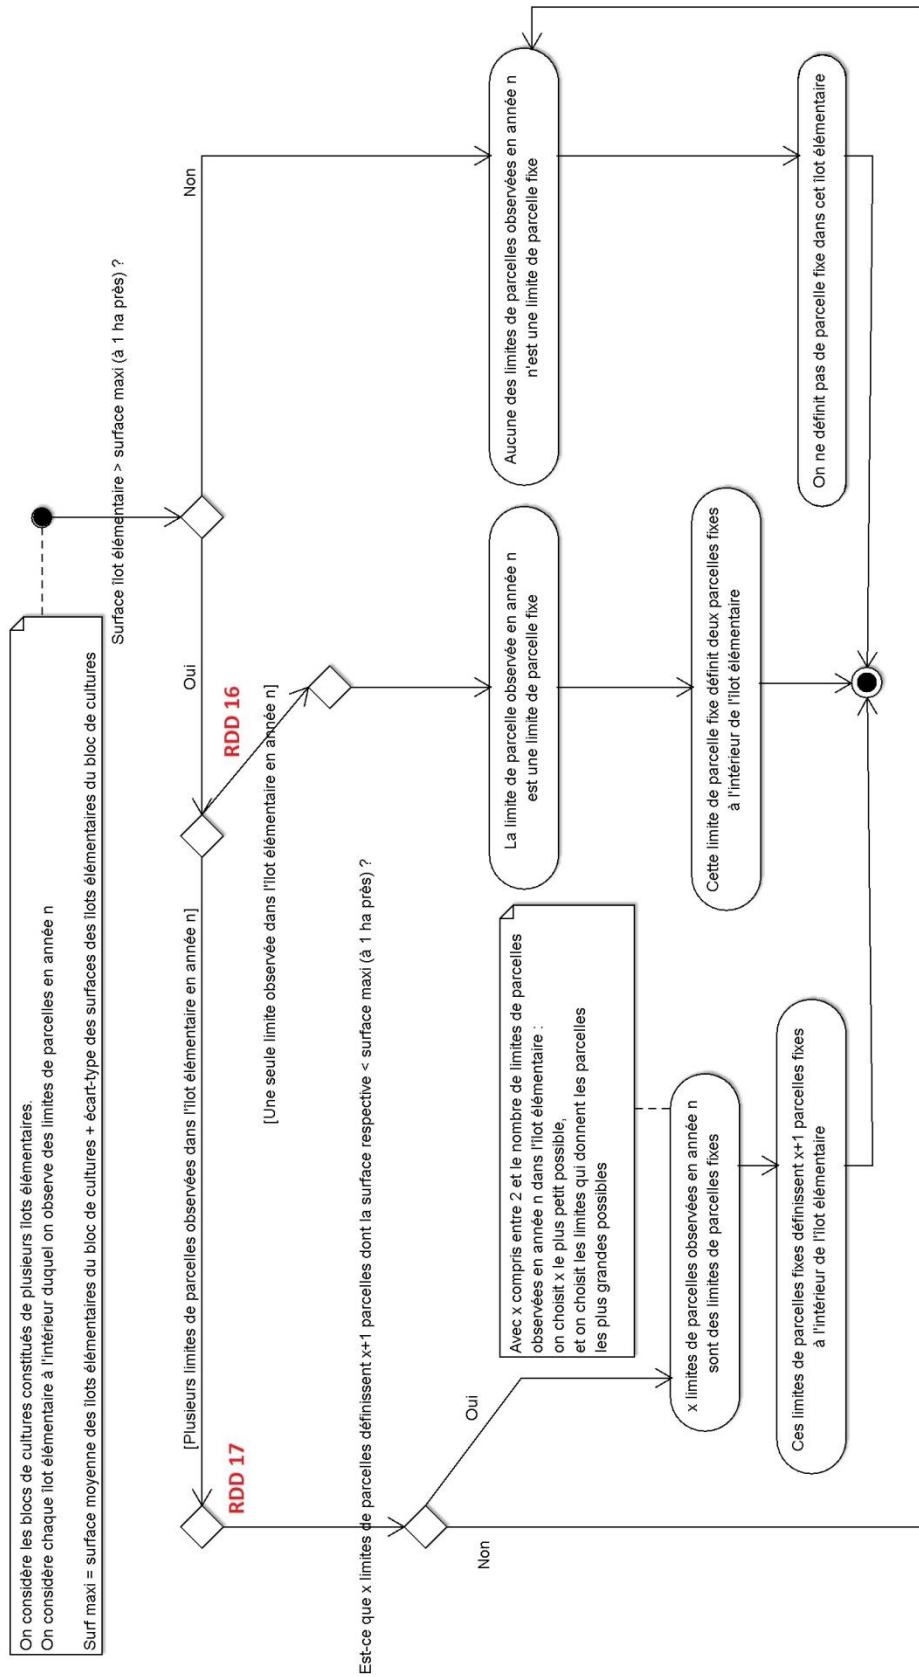 On considère les blocs de cultures constitués de plusieurs îlots élémentaires.
On considère chaque îlot élémentaire à l'intérieur duquel on observe des limites de parcelles en année n
Surf maxi = surface moyenne des îlots élémentaires du bloc de cultures + écart-type des surfaces des îlots élémentaires du bloc de cultures
Surface îlot élémentaire > surface maxi (à 1 ha près) ?
Oui
Non
[Plusieurs limites de parcelles observées dans l'îlot élémentaire en année n]
RDD 16
RDD 17
[Une seule limite observée dans l'îlot élémentaire en année n]
Est-ce que x limites de parcelles définissent x+1 parcelles dont la surface respective < surface maxi (à 1 ha près) ?
Oui
Non
Avec x compris entre 2 et le nombre de limites de parcelles
observées en année n dans l'îlot élémentaire :
on choisit x le plus petit possible,
et on choisit les limites qui donnent les parcelles
les plus grandes possibles
La limite de parcelle observée en année n
est une limite de parcelle fixe
Aucune des limites de parcelles observées en année n
n'est une limite de parcelle fixe
x limites de parcelles observées en année n
sont des limites de parcelles fixes
Cette limite de parcelle fixe définit deux parcelles fixes
à l'intérieur de l'îlot élémentaire
Ces limites de parcelles fixes définissent x+1 parcelles fixes
à l'intérieur de l'îlot élémentaire
On ne définit pas de parcelle fixe dans cet îlot élémentaire